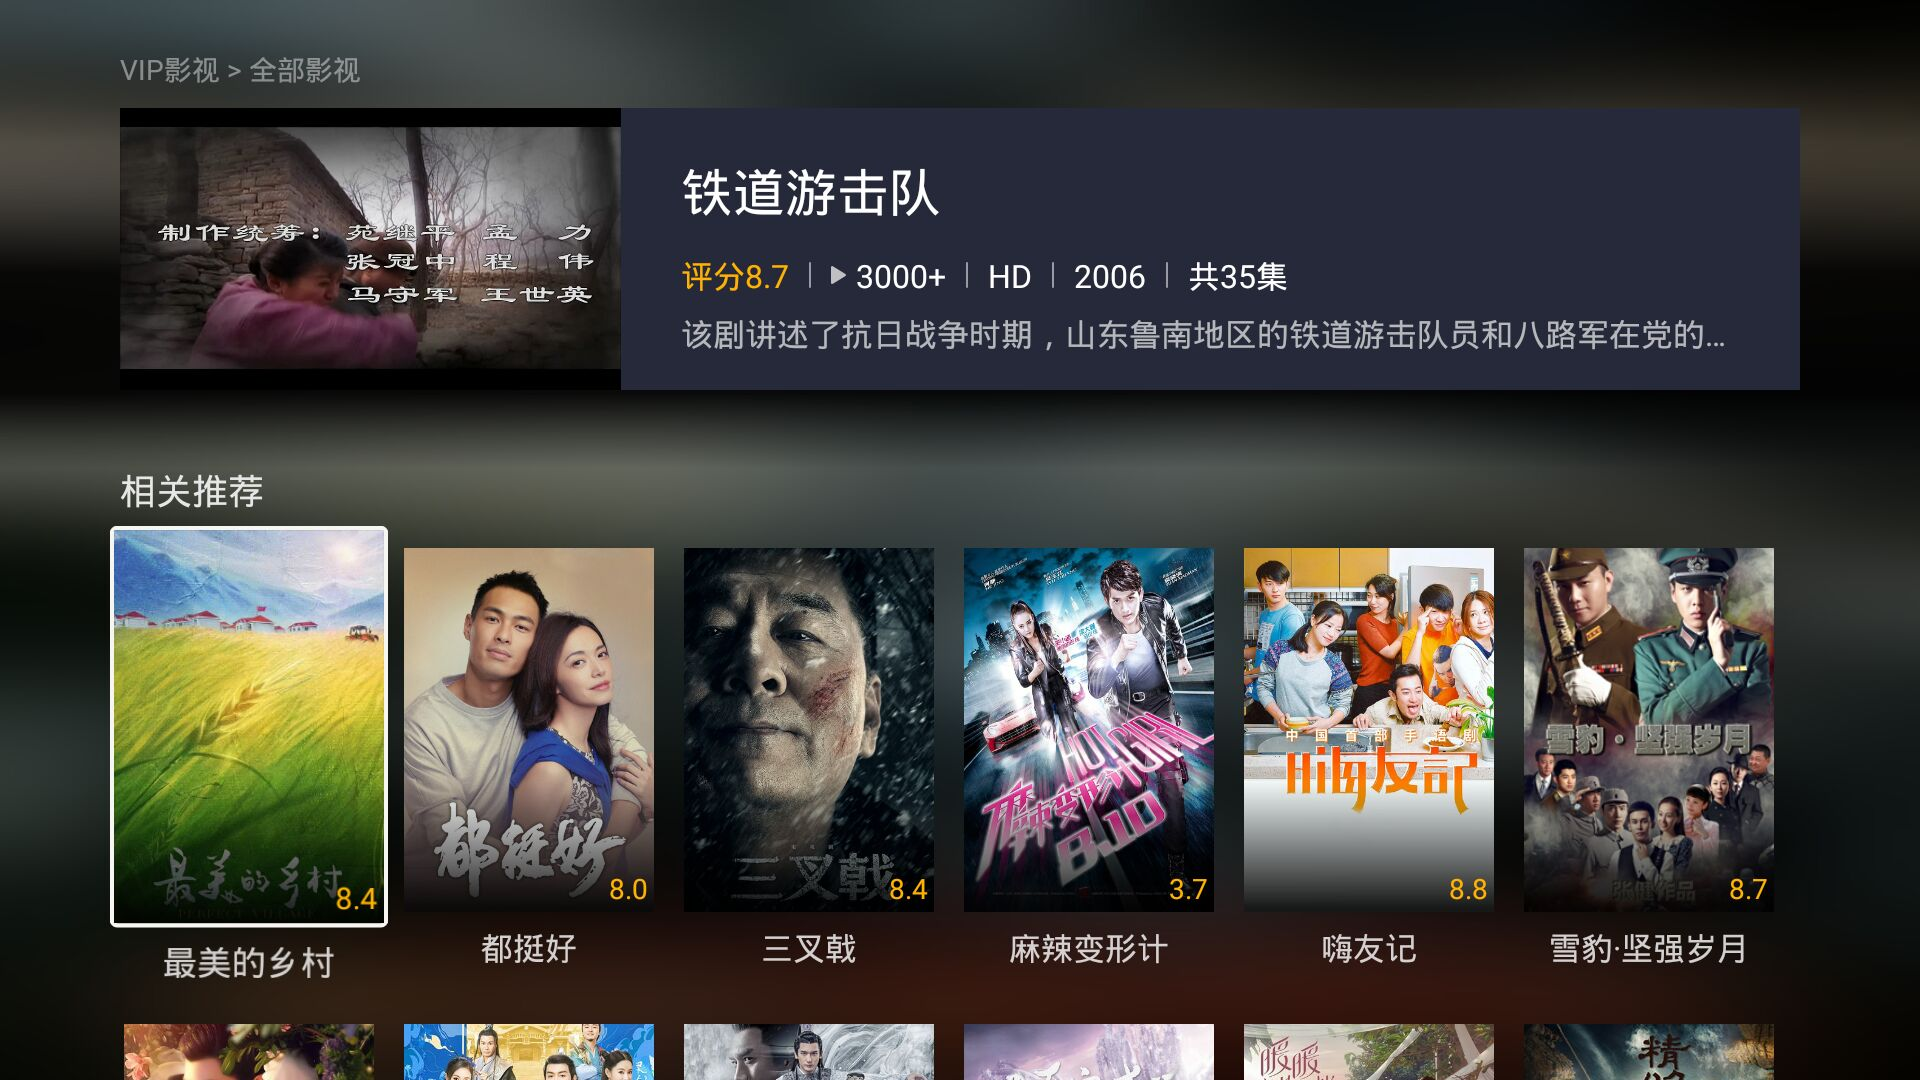 VIP影视 > 全部影视
制作统筹：苑继平 孟 力
张冠中 程 伟
马守军 王世英
铁道游击队
评分8.7 | 3000+ | HD | 2006 | 共35集
该剧讲述了抗日战争时期，山东鲁南地区的铁道游击队员和八路军在党的...
相关推荐
最美的乡村
PERFECT VILLAGE
8.4
都挺好
8.0
三叉戟
8.4
HOT GIRL
麻辣变形计
8.10
3.7
中国首部手语剧
嗨友記
8.8
雪豹·坚强岁月
张健作品
8.7
最美的乡村
都挺好
三叉戟
麻辣变形计
嗨友记
雪豹·坚强岁月
暖暖
精